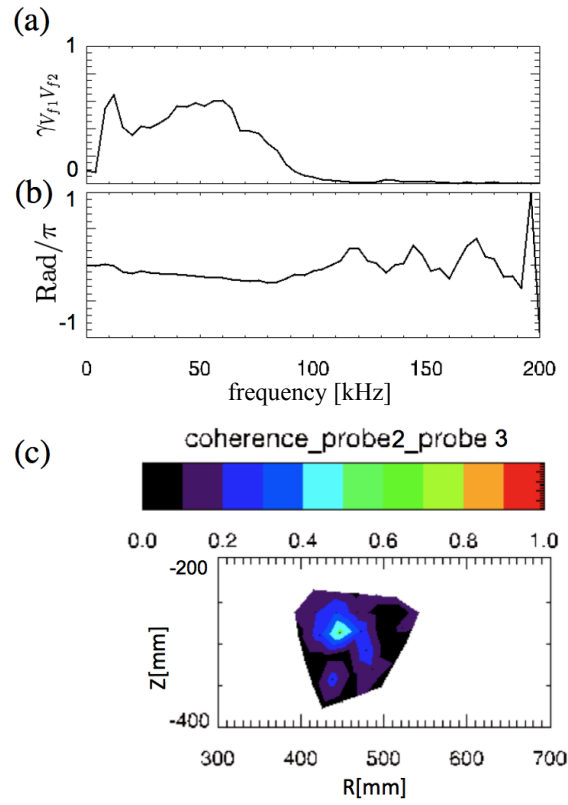 (a)
1
γVf1Vf2
0
(b)
1
Rad/π
-1
0 50 100 150 200
frequency [kHz]
(c)
coherence_probe2_probe 3
0.0 0.2 0.4 0.6 0.8 1.0
-200
Z[mm]
-400
300 400 500 600 700
R[mm]